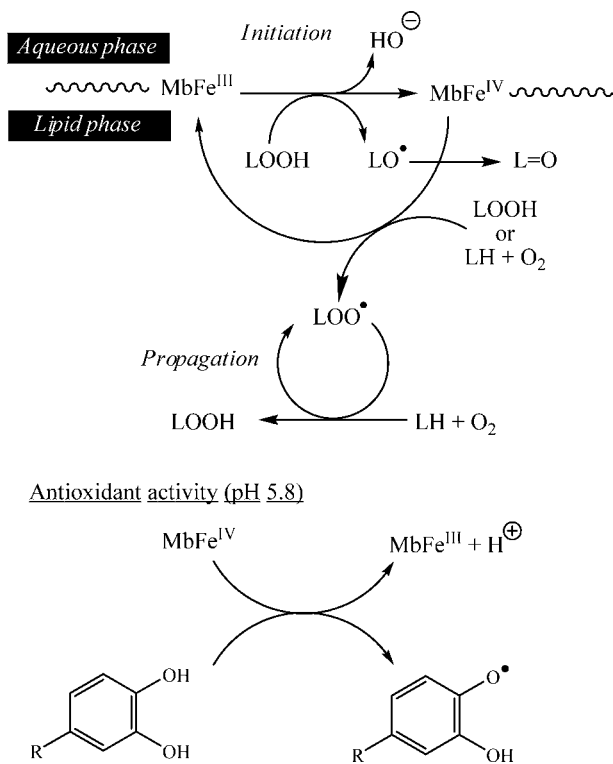 Aqueous phase
Initiation
HO⊖
MbFeIII
MbFeIV
Lipid phase
LOOH
LO•
L=O
LOOH
or
LH + O2
LOO•
Propagation
LOOH
LH + O2
Antioxidant activity (pH 5.8)
MbFeIV
MbFeIII + H⊕
OH
OH
R
O•
OH
R